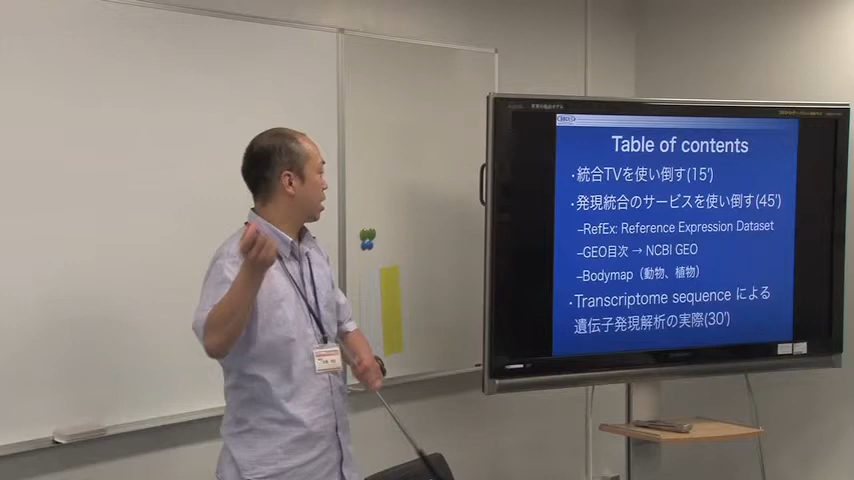 Table of contents
・統合TVを使い倒す(15')
・発現統合のサービスを使い倒す(45')
–RefEx: Reference Expression Dataset
–GEO目次 → NCBI GEO
–Bodymap（動物、植物）
・Transcriptome sequence による
遺伝子発現解析の実際(30')